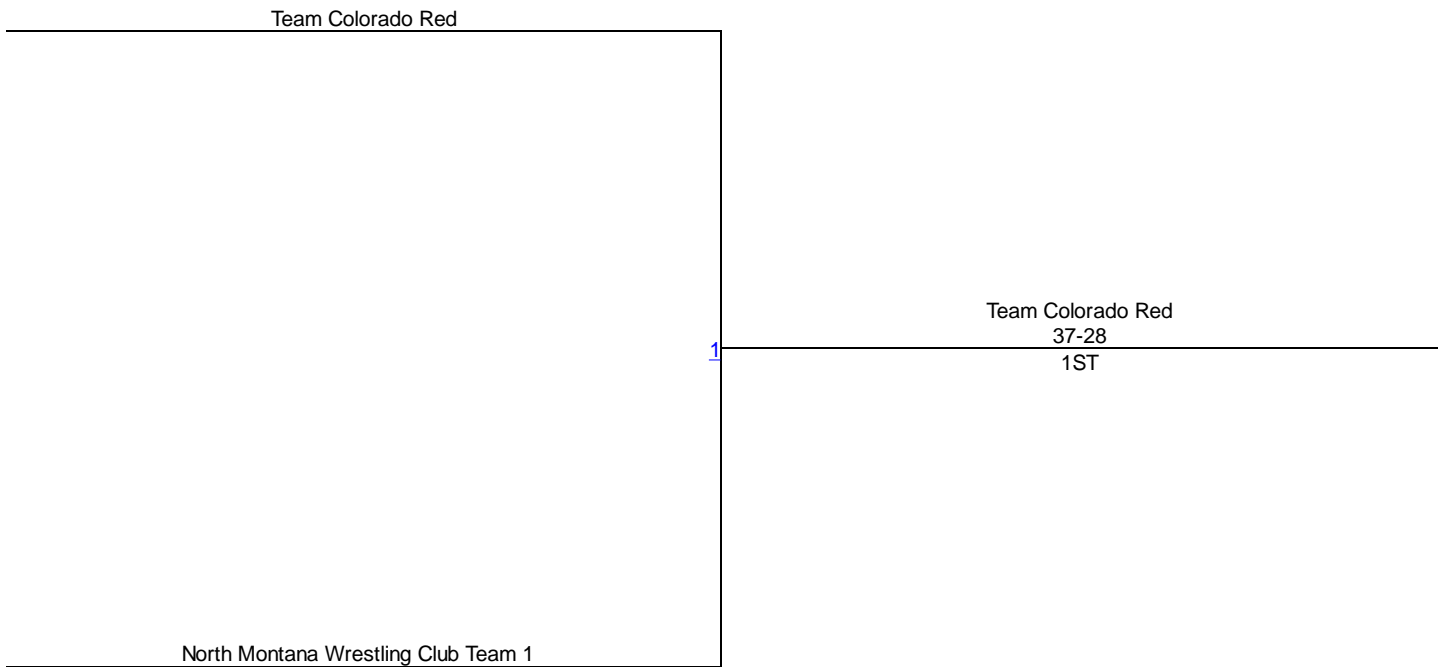 Team Colorado Red
Team Colorado Red
37-28
1
1ST
North Montana Wrestling Club Team 1